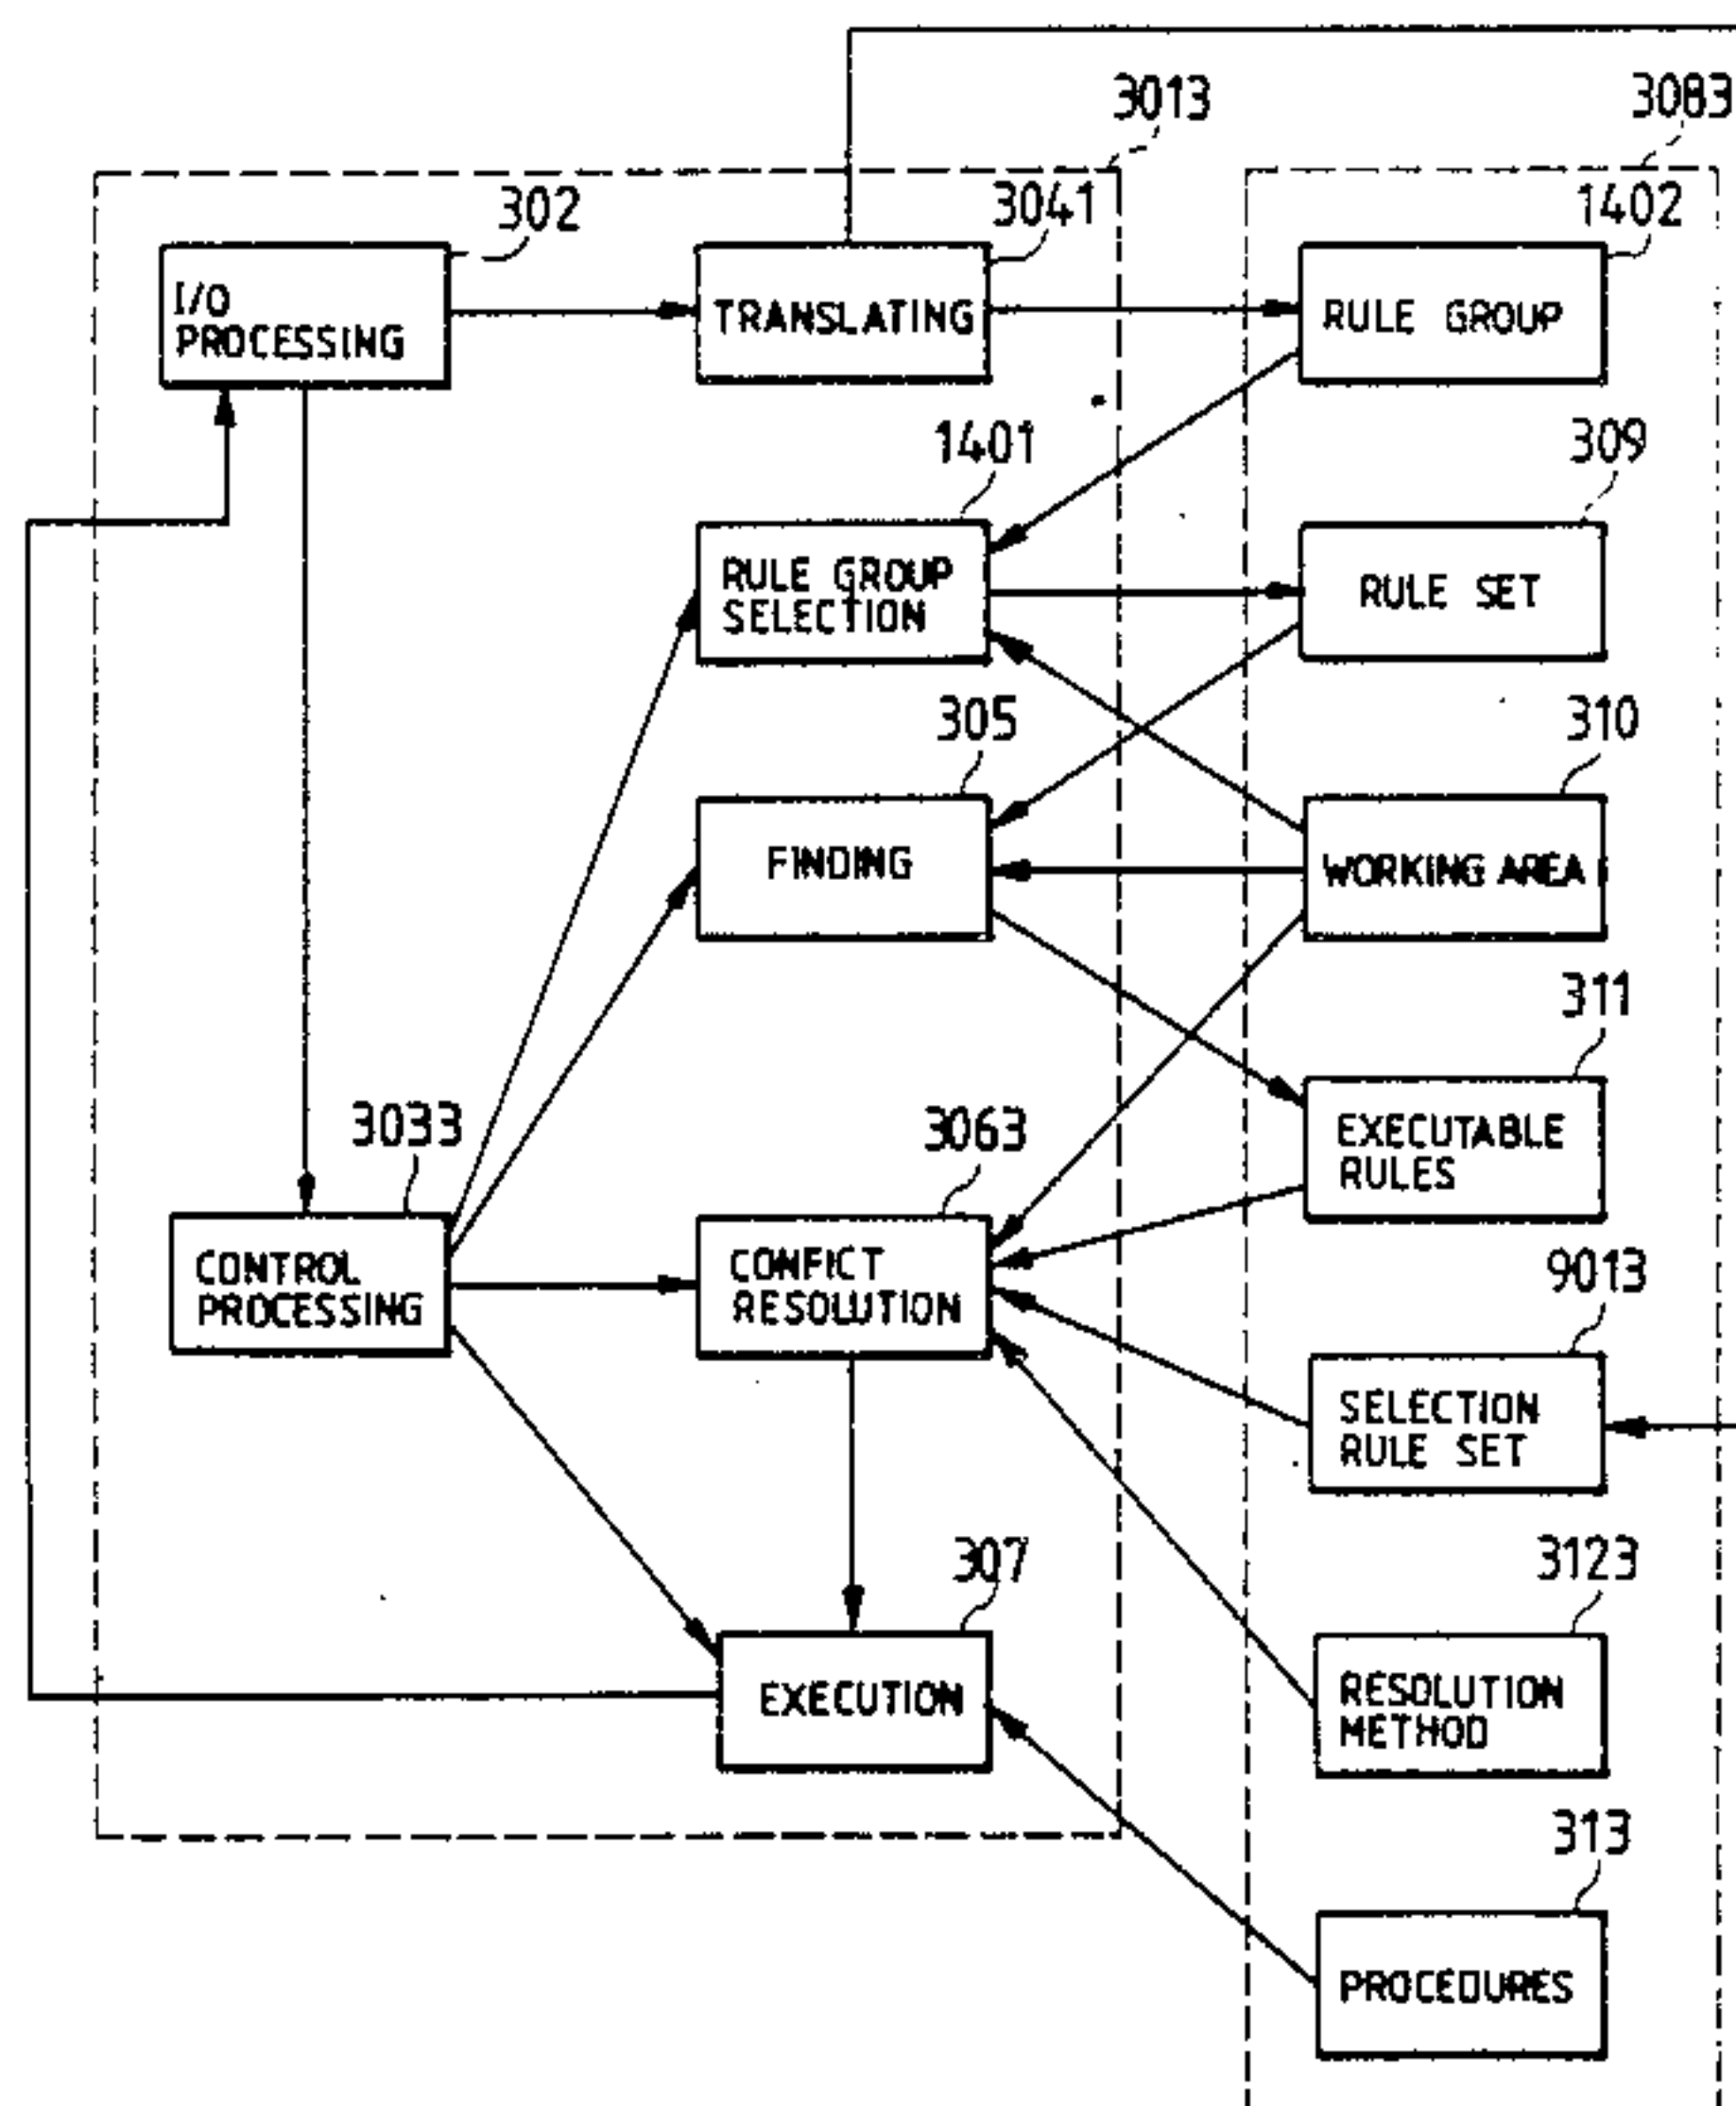 3013
3083
302
3041
1402
I/O
PROCESSING
TRANSLATING
RULE GROUP
1401
309
RULE GROUP
SELECTION
RULE SET
305
310
FINDING
WORKING AREA
311
3033
3063
EXECUTABLE
RULES
CONTROL
PROCESSING
CONFICT
RESOLUTION
9013
SELECTION
RULE SET
307
3123
EXECUTION
RESOLUTION
METHOD
313
PROCEDURES